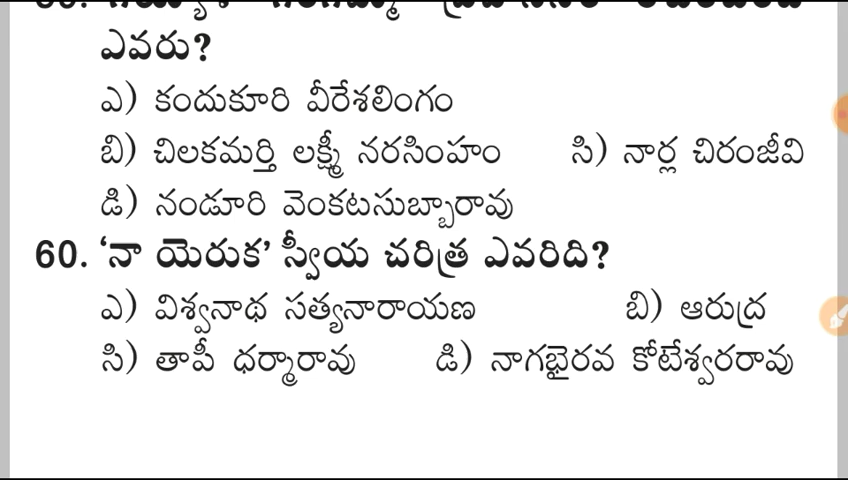 ఎవరు?
ఎ) కందుకూరి వీరేశలింగం
బి) చిలకమర్తి లక్ష్మీ నరసింహం సి) నార్ల చిరంజీవి
డి) నండూరి వెంకటసుబ్బారావు
60. ‘నా యెరుక’ స్వీయ చరిత్ర ఎవరిది?
ఎ) విశ్వనాథ సత్యనారాయణ బి) ఆరుద్ర
సి) తాపీ ధర్మారావు డి) నాగభైరవ కోటేశ్వరరావు